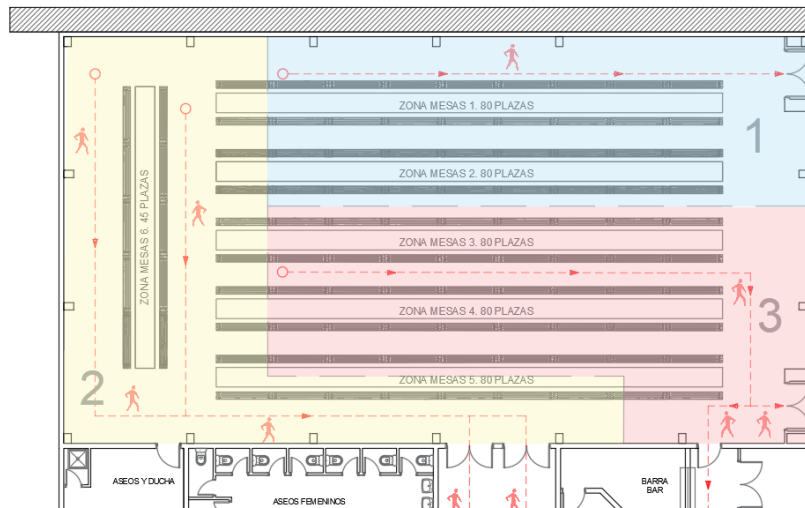 ZONA MESAS 1. 80 PLAZAS
1
ZONA MESAS 2. 80 PLAZAS
ZONA MESAS 3. 80 PLAZAS
ZONA MESAS 6. 45 PLAZAS
ZONA MESAS 4. 80 PLAZAS
3
ZONA MESAS 5. 80 PLAZAS
2
ASEOS Y DUCHA
ASEOS FEMENINOS
BARRA
BAR